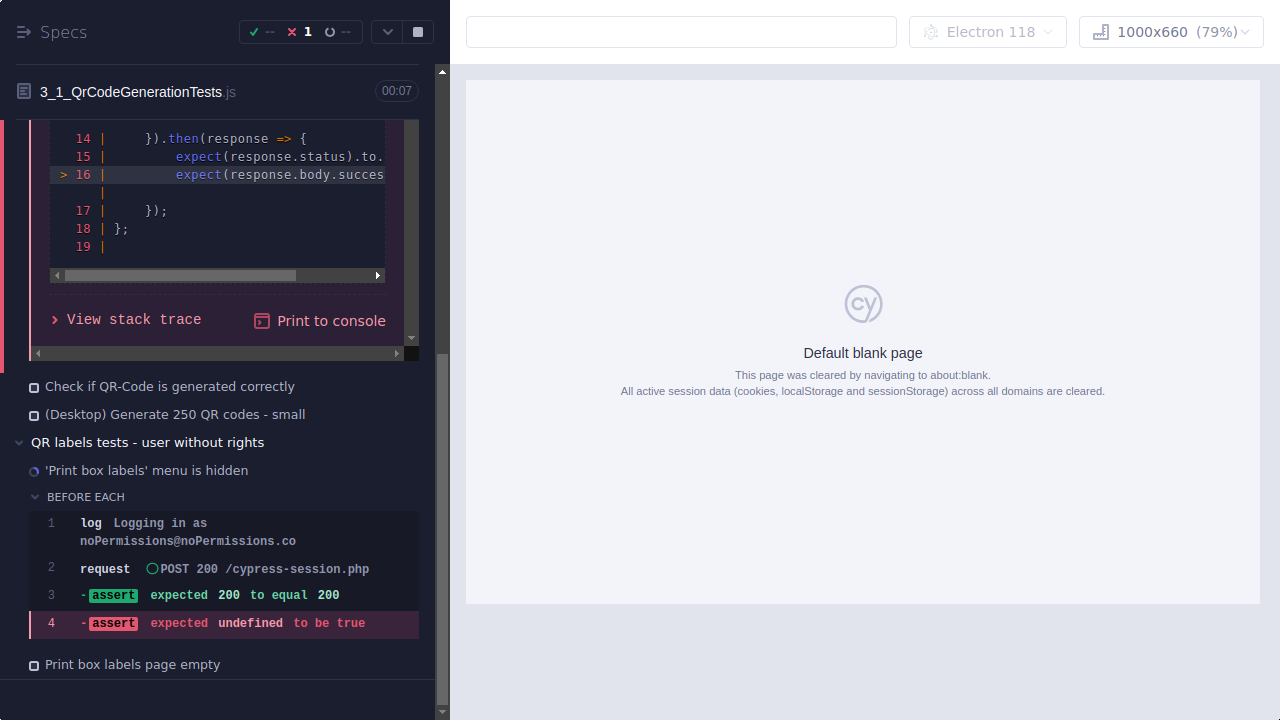 Specs
-- 1 --
Electron 118
1000x660 (79%)
3_1_QrCodeGenerationTests.js
00:07
14 | }).then(response => {
15 | expect(response.status).to.
> 16 | expect(response.body.succes
|
17 | });
18 | };
19 |
View stack trace
Print to console
Check if QR-Code is generated correctly
(Desktop) Generate 250 QR codes - small
QR labels tests - user without rights
'Print box labels' menu is hidden
BEFORE EACH
1 log Logging in as
noPermissions@noPermissions.co
2 request POST 200 /cypress-session.php
3 -assert expected 200 to equal 200
4 -assert expected undefined to be true
Print box labels page empty
cy
Default blank page
This page was cleared by navigating to about:blank.
All active session data (cookies, localStorage and sessionStorage) across all domains are cleared.